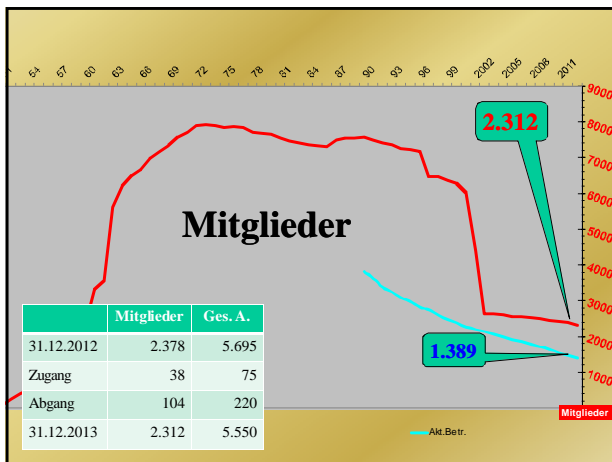 54 57 60 63 66 69 72 75 78 81 84 87 90 93 96 99 2002 2005 2008 2011
9000
8000
7000
6000
5000
4000
3000
2000
1000
2.312
Mitglieder
1.389
Mitglieder Ges. A.
31.12.2012 2.378 5.695
Zugang 38 75
Abgang 104 220
31.12.2013 2.312 5.550
Mitglieder
Akt.Betr.